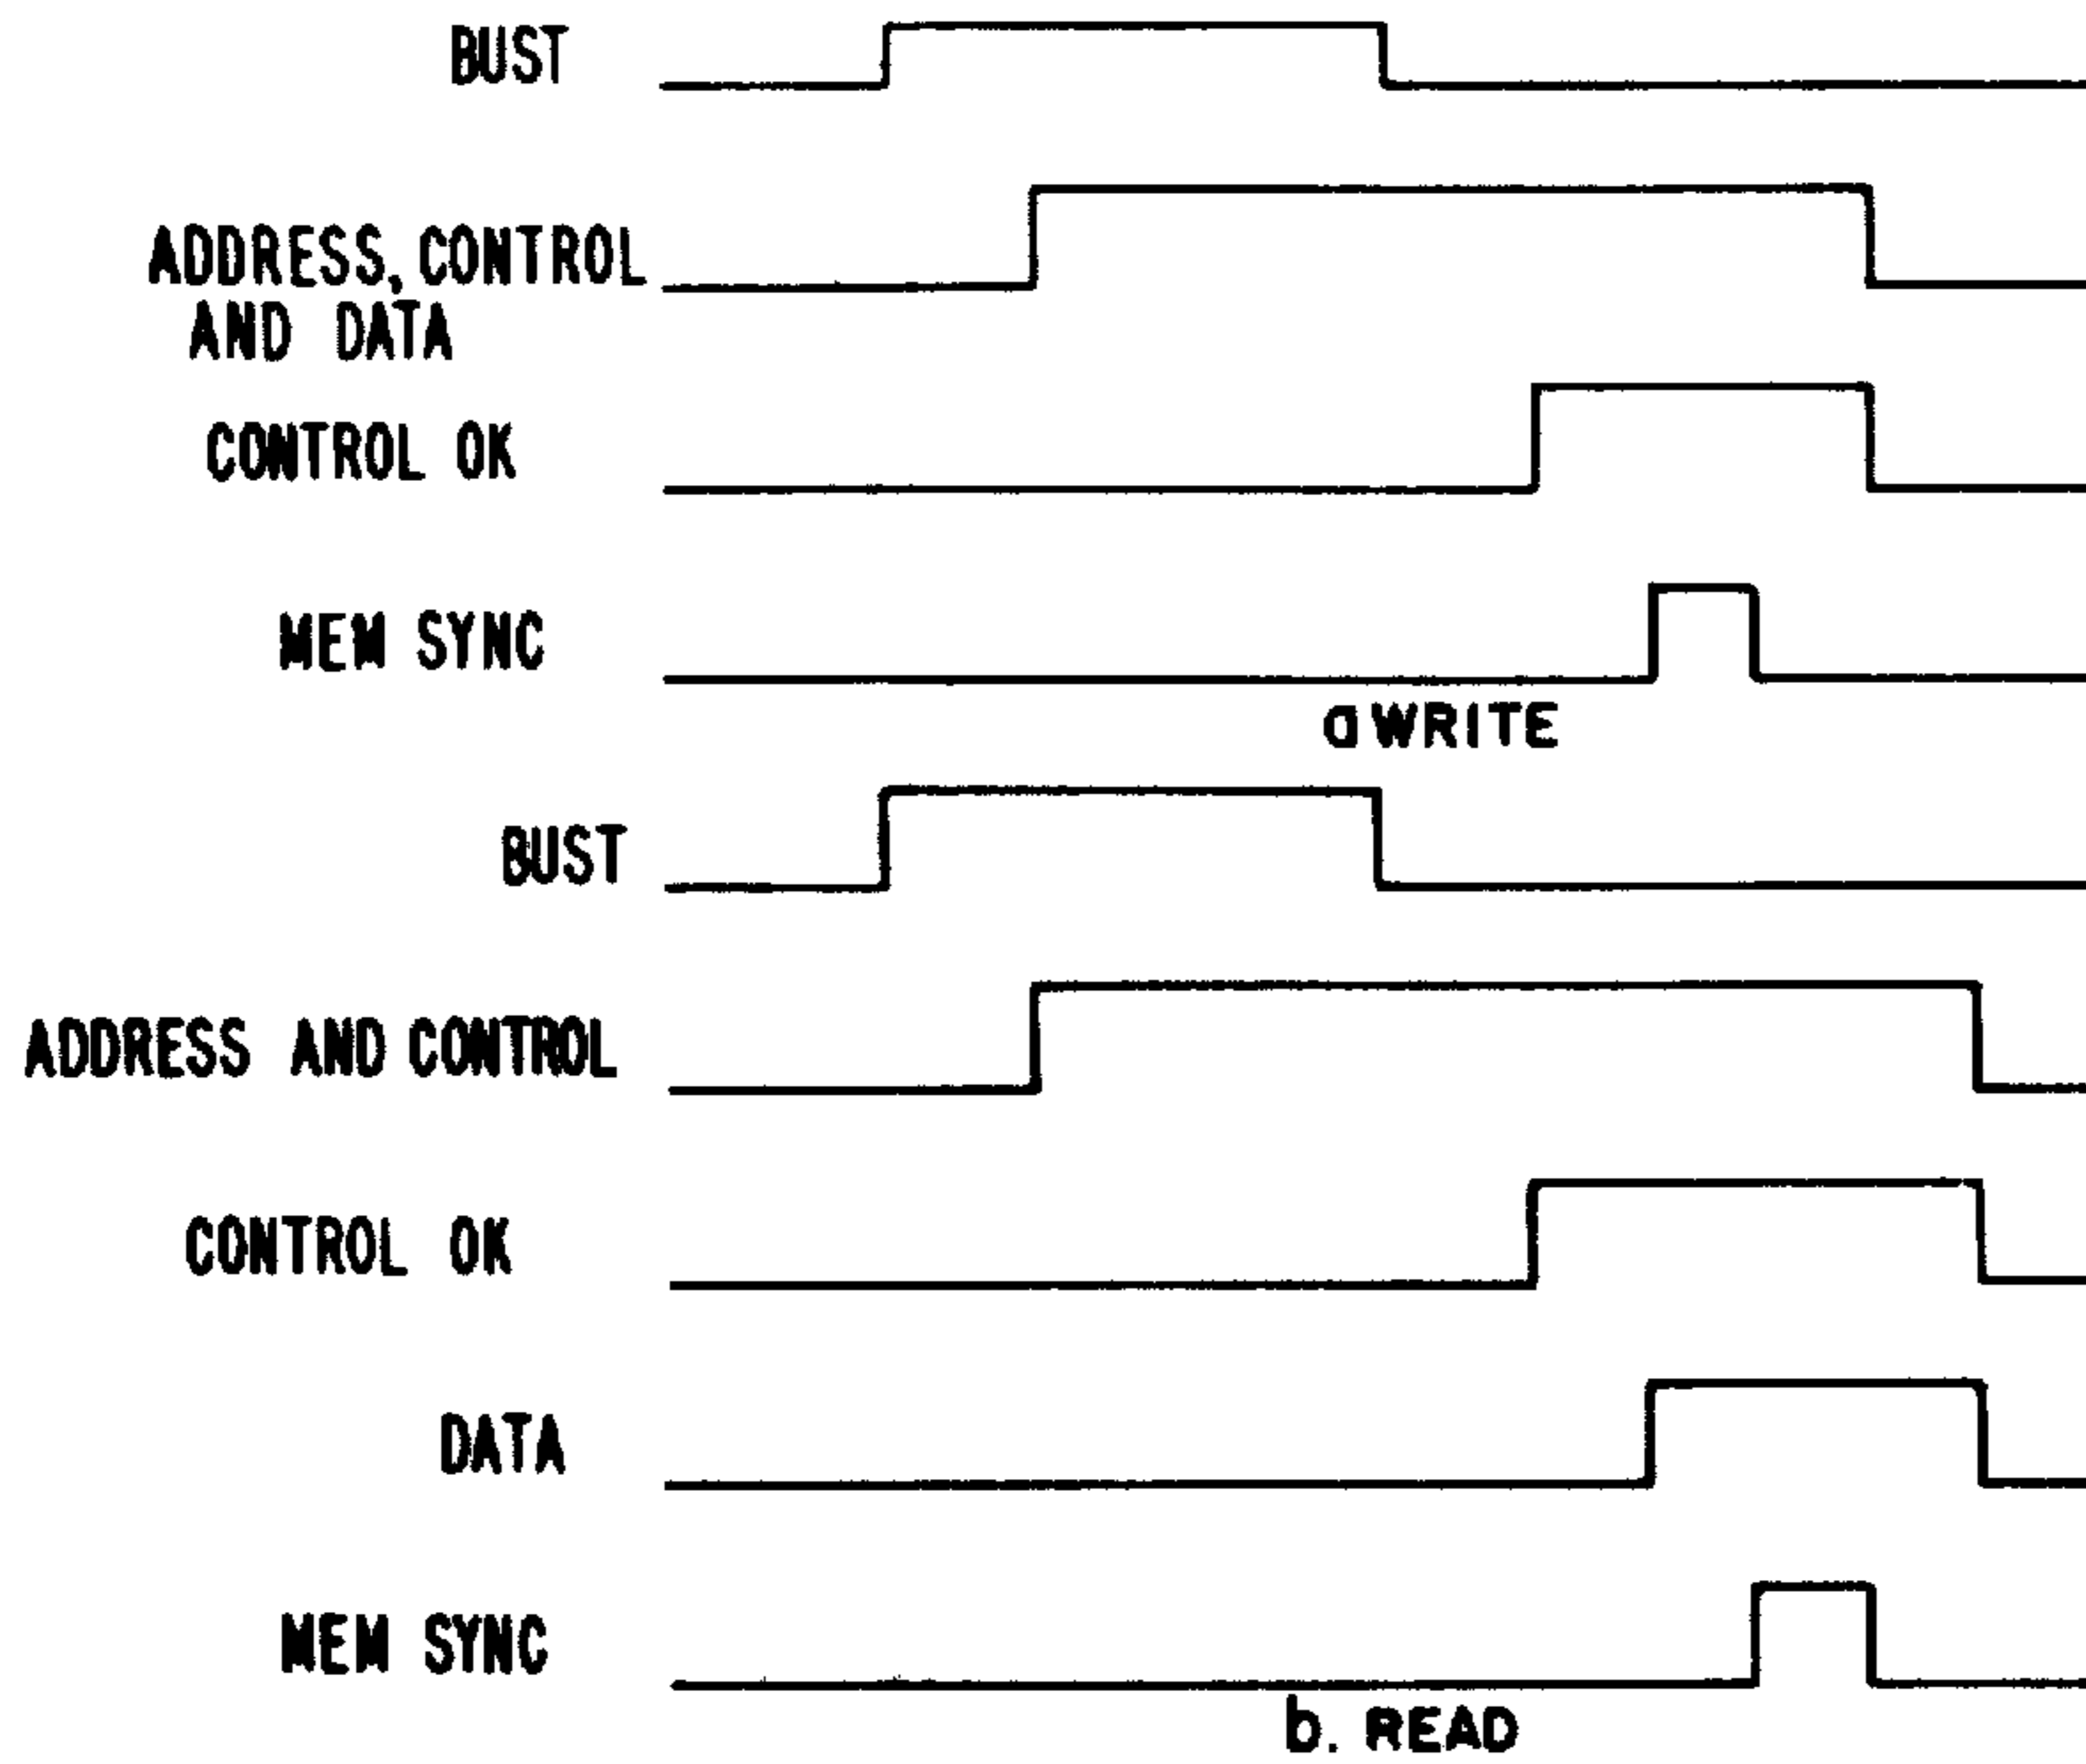 BUST
ADDRESS, CONTROL
AND DATA
CONTROL OK
MEM SYNC
a WRITE
BUST
ADDRESS AND CONTROL
CONTROL OK
DATA
MEM SYNC
b. READ